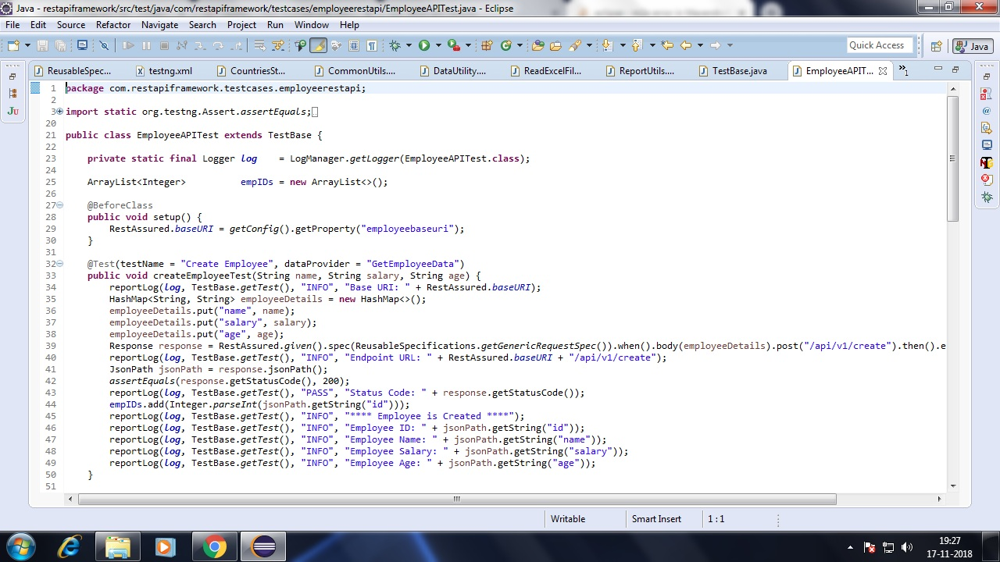 Java - restapiframework/src/test/java/com/restapiframework/testcases/employeerestapi/EmployeeAPITest.java - Eclipse
File Edit Source Refactor Navigate Search Project Run Window Help
Quick Access Java
ReusableSpec... testng.xml CountriesSt... CommonUtils.... DataUtility.... ReadExcelFil... ReportUtils.... TestBase.java EmployeeAPIT... »1
1 package com.restapiframework.testcases.employeerestapi;
2
3 import static org.testng.Assert.assertEquals;
20
21 public class EmployeeAPITest extends TestBase {
22
23 private static final Logger log = LogManager.getLogger(EmployeeAPITest.class);
24
25 ArrayList<Integer> empIDs = new ArrayList<>();
26
27 @BeforeClass
28 public void setup() {
29 RestAssured.baseURI = getConfig().getProperty("employeebaseuri");
30 }
31
32 @Test(testName = "Create Employee", dataProvider = "GetEmployeeData")
33 public void createEmployeeTest(String name, String salary, String age) {
34 reportLog(log, TestBase.getTest(), "INFO", "Base URI: " + RestAssured.baseURI);
35 HashMap<String, String> employeeDetails = new HashMap<>();
36 employeeDetails.put("name", name);
37 employeeDetails.put("salary", salary);
38 employeeDetails.put("age", age);
39 Response response = RestAssured.given().spec(ReusableSpecifications.getGenericRequestSpec()).when().body(employeeDetails).post("/api/v1/create").then().e
40 reportLog(log, TestBase.getTest(), "INFO", "Endpoint URL: " + RestAssured.baseURI + "/api/v1/create");
41 JsonPath jsonPath = response.jsonPath();
42 assertEquals(response.getStatusCode(), 200);
43 reportLog(log, TestBase.getTest(), "PASS", "Status Code: " + response.getStatusCode());
44 empIDs.add(Integer.parseInt(jsonPath.getString("id")));
45 reportLog(log, TestBase.getTest(), "INFO", "**** Employee is Created ****");
46 reportLog(log, TestBase.getTest(), "INFO", "Employee ID: " + jsonPath.getString("id"));
47 reportLog(log, TestBase.getTest(), "INFO", "Employee Name: " + jsonPath.getString("name"));
48 reportLog(log, TestBase.getTest(), "INFO", "Employee Salary: " + jsonPath.getString("salary"));
49 reportLog(log, TestBase.getTest(), "INFO", "Employee Age: " + jsonPath.getString("age"));
50 }
51
Writable Smart Insert 1 : 1
19:27
17-11-2018